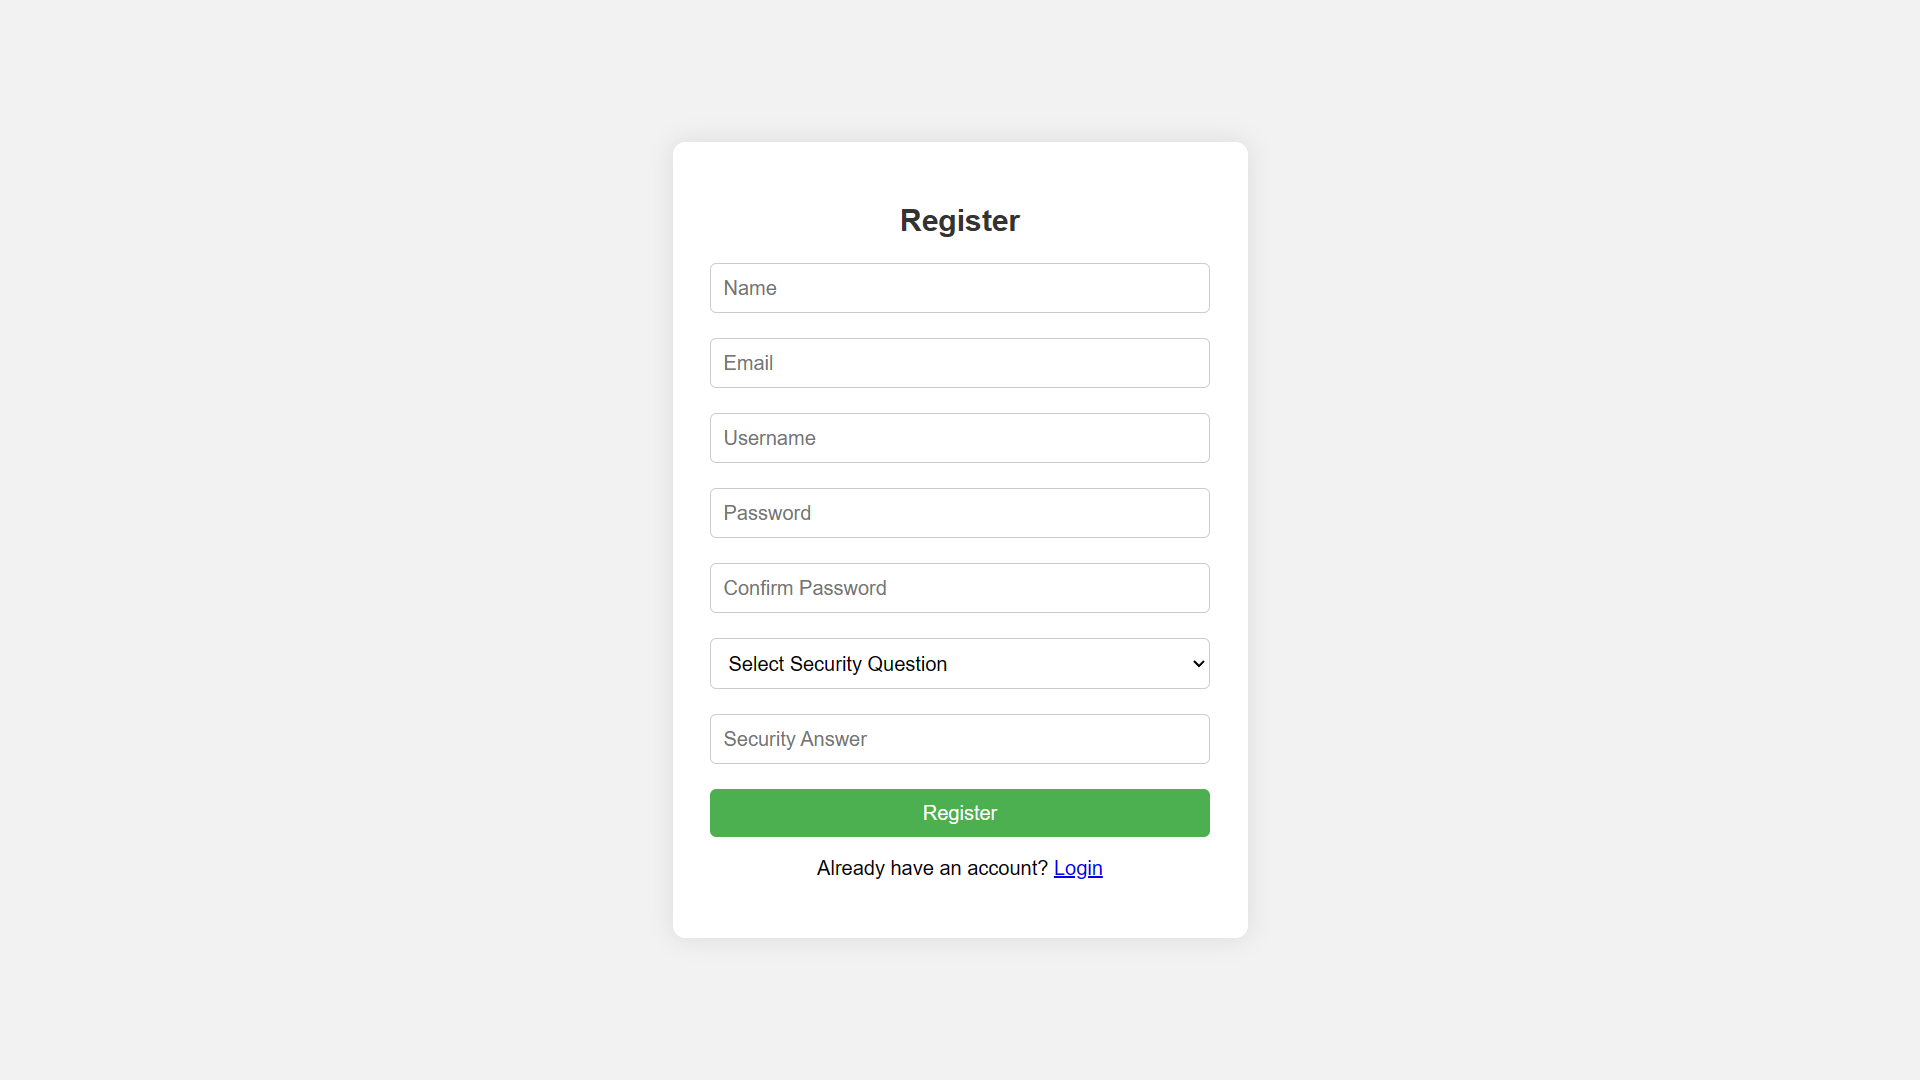 Register
Name
Email
Username
Password
Confirm Password
Select Security Question
Security Answer
Register
Already have an account? Login